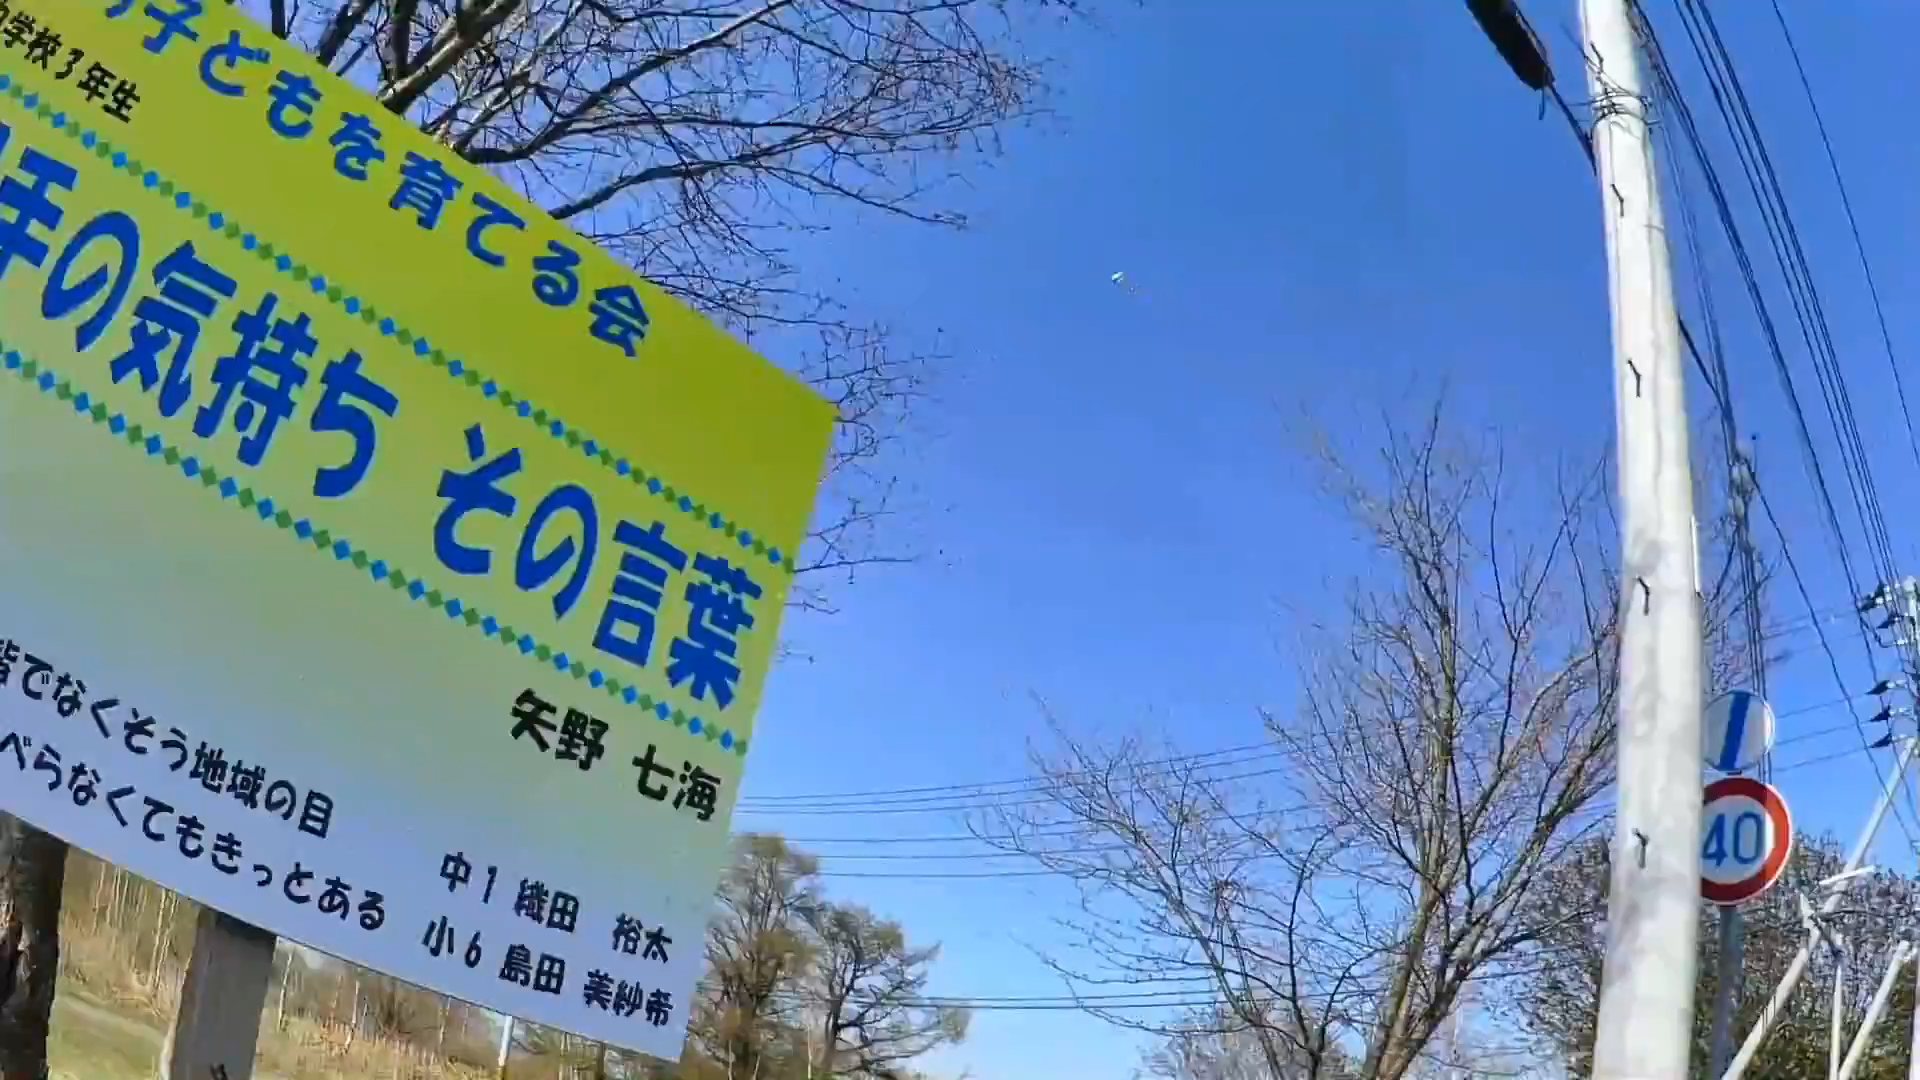 子どもを育てる会
中学校3年生
手の気持ち その言葉
矢野 七海
皆でなくそう地域の目
中1 織田 裕太
べらなくてもきっとある
小6 島田 美紗希
40